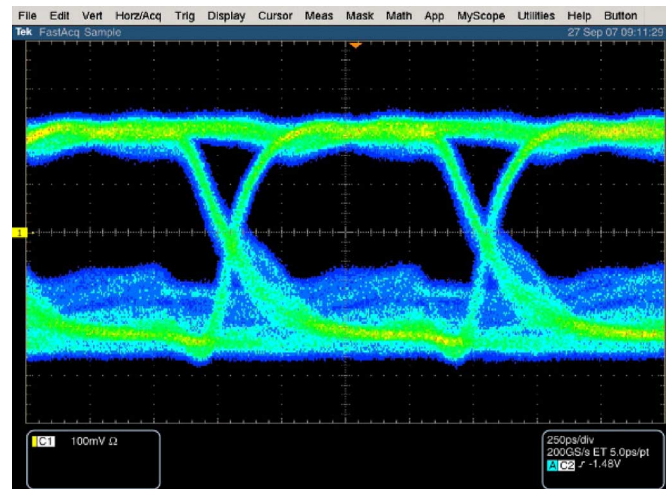 File Edit Vert Horz/Acq Trig Display Cursor Meas Mask Math App MyScope Utilities Help Button
Tek FastAcq Sample 27 Sep 07 09:11:29
1
C1 100mV Ω
250ps/div
200GS/s ET 5.0ps/pt
A C2 ∫ -1.48V